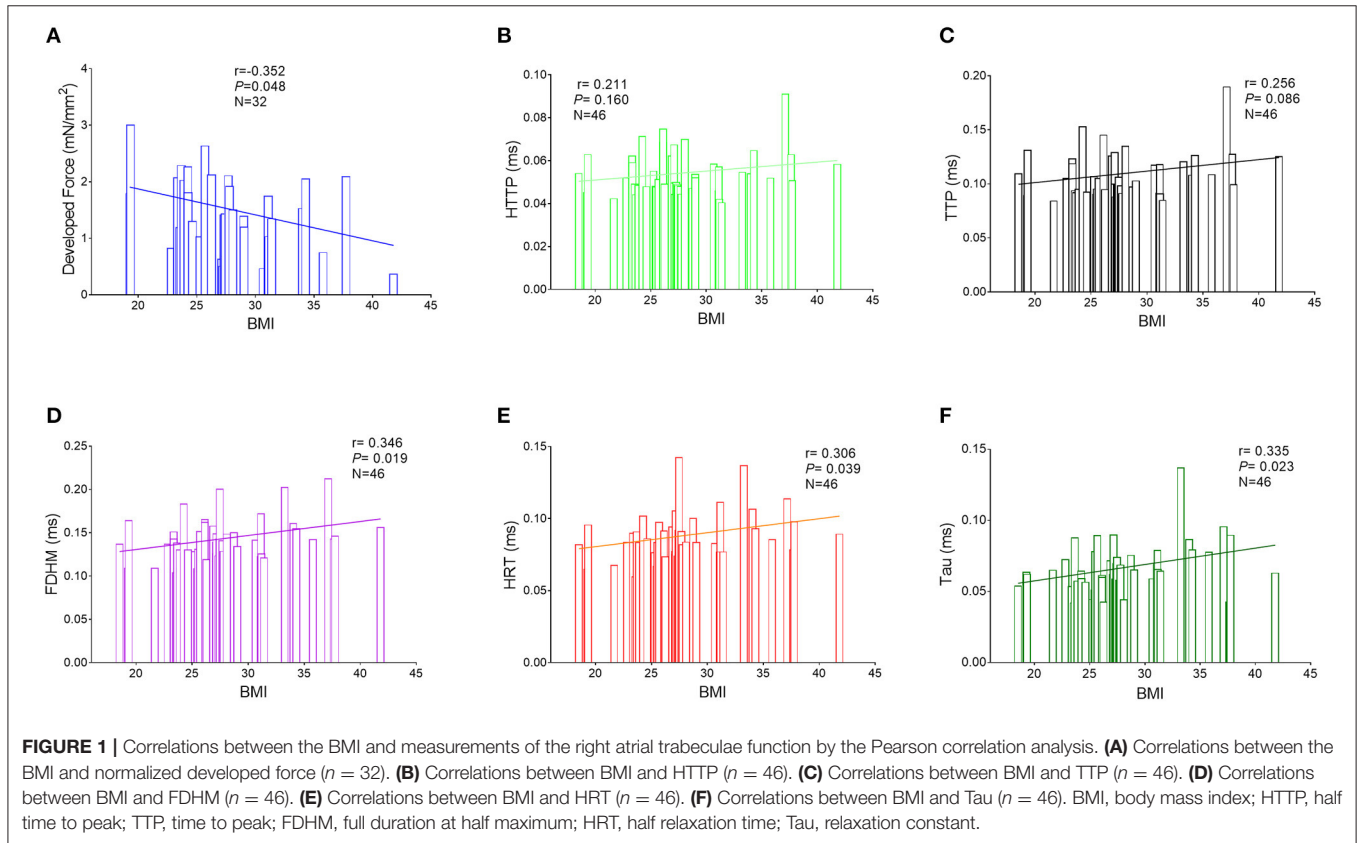 A
r=-0.352
P=0.048
N=32
Developed Force (mN/mm²)
4
3
2
1
0
20 25 30 35 40 45
BMI
B
r= 0.211
P= 0.160
N=46
HTTP (ms)
0.10
0.08
0.06
0.04
0.02
0.00
20 25 30 35 40 45
BMI
C
r= 0.256
P= 0.086
N=46
TTP (ms)
0.20
0.15
0.10
0.05
0.00
20 25 30 35 40 45
BMI
D
r= 0.346
P= 0.019
N=46
FDHM (ms)
0.25
0.20
0.15
0.10
0.05
0.00
20 25 30 35 40 45
BMI
E
r= 0.306
P= 0.039
N=46
HRT (ms)
0.15
0.10
0.05
0.00
20 25 30 35 40 45
BMI
F
r= 0.335
P= 0.023
N=46
Tau (ms)
0.15
0.10
0.05
0.00
20 25 30 35 40 45
BMI
FIGURE 1 | Correlations between the BMI and measurements of the right atrial trabeculae function by the Pearson correlation analysis. (A) Correlations between the
BMI and normalized developed force (n = 32). (B) Correlations between BMI and HTTP (n = 46). (C) Correlations between BMI and TTP (n = 46). (D) Correlations
between BMI and FDHM (n = 46). (E) Correlations between BMI and HRT (n = 46). (F) Correlations between BMI and Tau (n = 46). BMI, body mass index; HTTP, half
time to peak; TTP, time to peak; FDHM, full duration at half maximum; HRT, half relaxation time; Tau, relaxation constant.